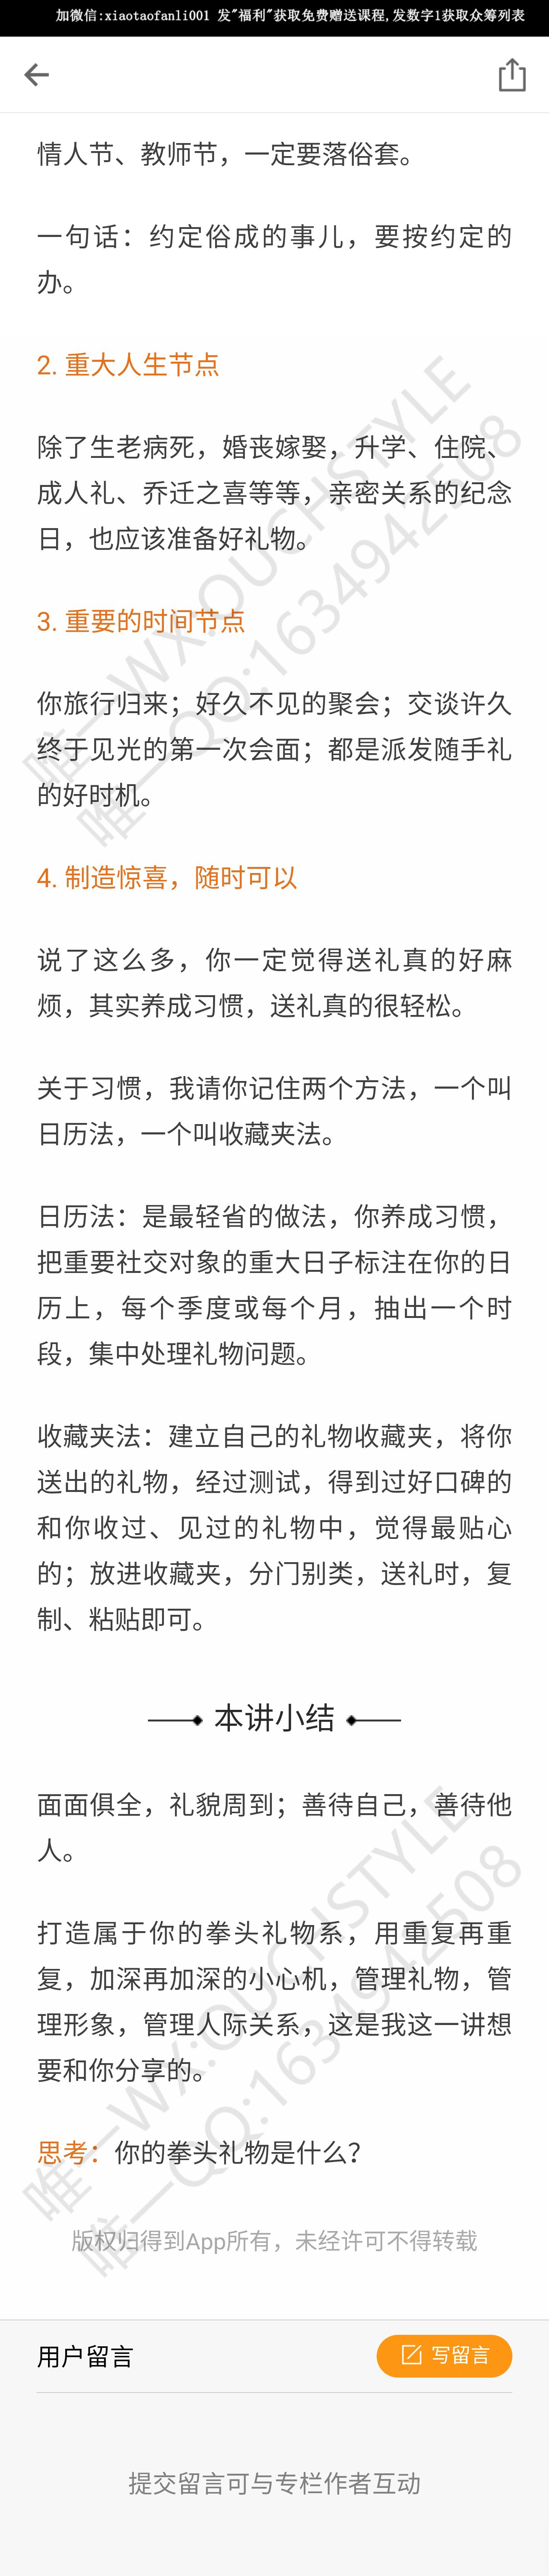 加微信:xiaotaofanli001 发"福利"获取免费赠送课程,发数字1获取众筹列表
情人节、教师节，一定要落俗套。
一句话：约定俗成的事儿，要按约定的
办。
2. 重大人生节点
除了生老病死，婚丧嫁娶，升学、住院、
成人礼、乔迁之喜等等，亲密关系的纪念
日，也应该准备好礼物。
3. 重要的时间节点
你旅行归来；好久不见的聚会；交谈许久
终于见光的第一次会面；都是派发随手礼
的好时机。
4. 制造惊喜，随时可以
说了这么多，你一定觉得送礼真的好麻
烦，其实养成习惯，送礼真的很轻松。
关于习惯，我请你记住两个方法，一个叫
日历法，一个叫收藏夹法。
日历法：是最轻省的做法，你养成习惯，
把重要社交对象的重大日子标注在你的日
历上，每个季度或每个月，抽出一个时
段，集中处理礼物问题。
收藏夹法：建立自己的礼物收藏夹，将你
送出的礼物，经过测试，得到过好口碑的
和你收过、见过的礼物中，觉得最贴心
的；放进收藏夹，分门别类，送礼时，复
制、粘贴即可。
本讲小结
面面俱全，礼貌周到；善待自己，善待他
人。
打造属于你的拳头礼物系，用重复再重
复，加深再加深的小心机，管理礼物，管
理形象，管理人际关系，这是我这一讲想
要和你分享的。
思考：你的拳头礼物是什么？
版权归得到App所有，未经许可不得转载
用户留言
写留言
提交留言可与专栏作者互动
唯一WX:OUCHSTYLE
唯一QQ:1634942508
唯一WX:OUCHSTYLE
唯一QQ:1634942508